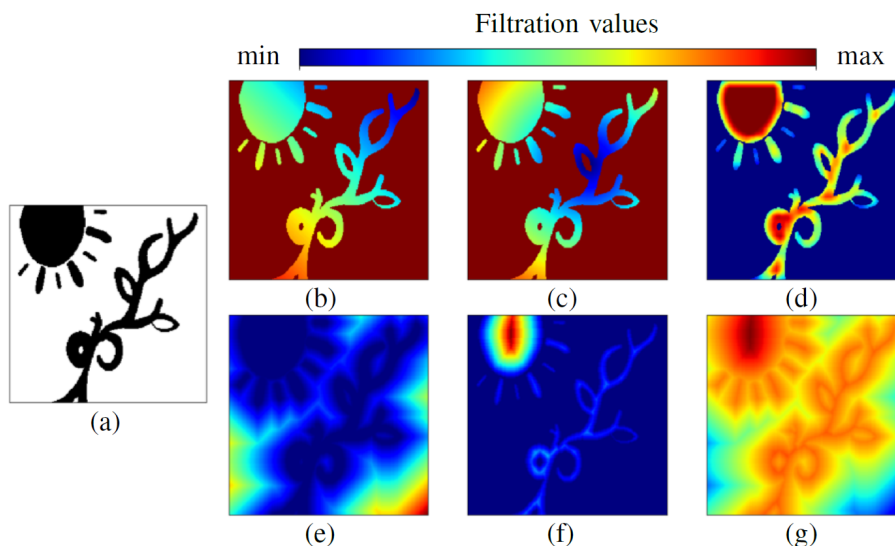 Filtration values
min max
(b) (c) (d)
(a)
(e) (f) (g)